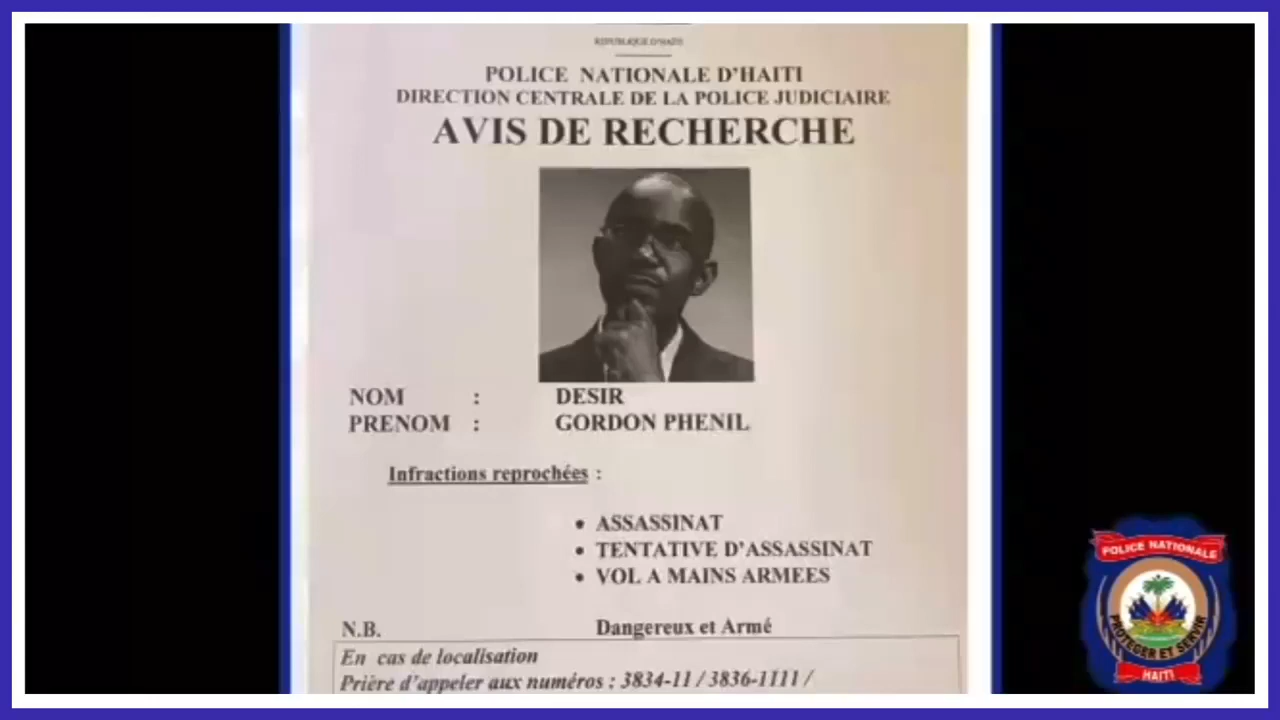 REPUBLIQUE D'HAITI
POLICE NATIONALE D'HAITI
DIRECTION CENTRALE DE LA POLICE JUDICIAIRE
AVIS DE RECHERCHE
NOM : DESIR
PRENOM : GORDON PHENIL
Infractions reprochées :
• ASSASSINAT
• TENTATIVE D'ASSASSINAT
• VOL A MAINS ARMEES
N.B. Dangereux et Armé
En cas de localisation
Prière d'appeler aux numéros : 3834-11 / 3836-1111 /
POLICE NATIONALE
PROTEGER ET SERVIR
HAITI